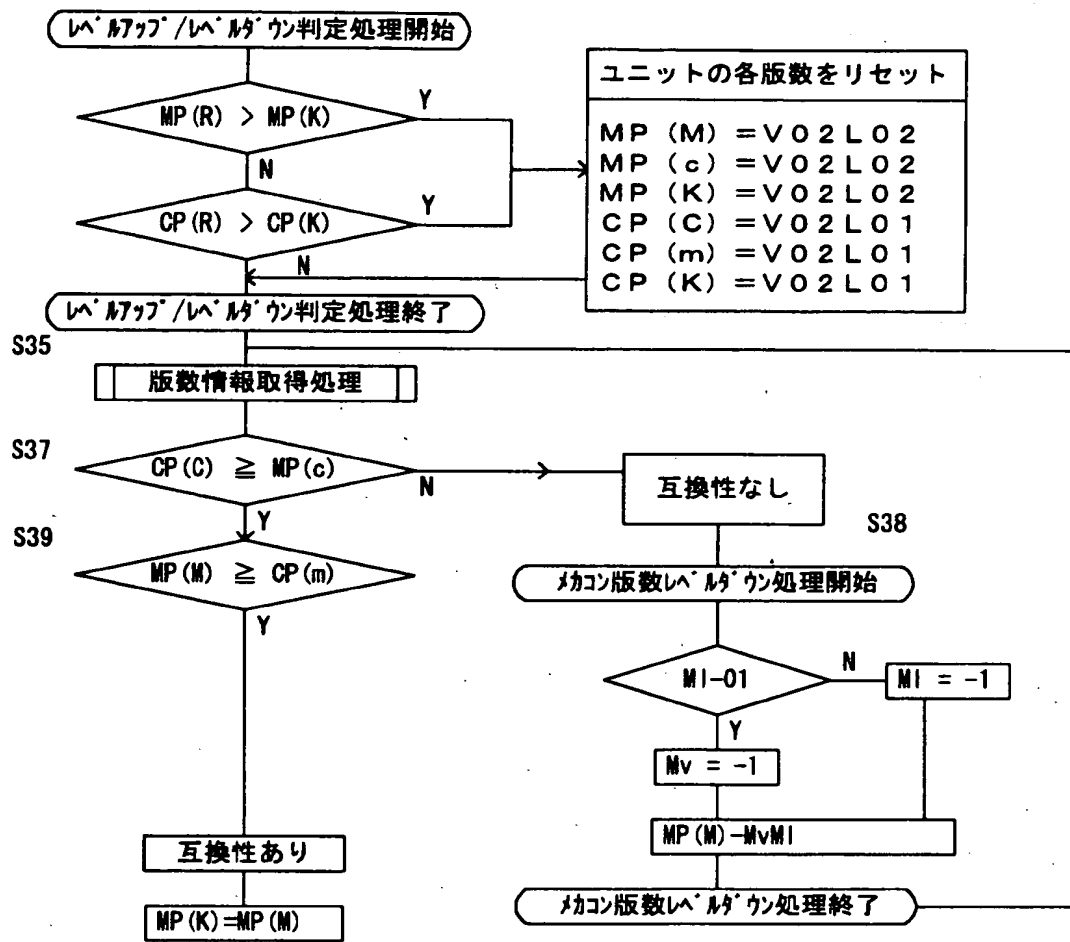 レベルアップ/レベルダウン判定処理開始
MP(R) > MP(K)
Y
N
CP(R) > CP(K)
Y
N
ユニットの各版数をリセット
MP (M) =V02L02
MP (c) =V02L02
MP (K) =V02L02
CP (C) =V02L01
CP (m) =V02L01
CP (K) =V02L01
レベルアップ/レベルダウン判定処理終了
S35
版数情報取得処理
S37
CP(C) ≧ MP(c)
N
Y
互換性なし
S38
S39
MP(M) ≧ CP(m)
Y
メカコン版数レベルダウン処理開始
Ml-01
N
Ml = -1
Y
Mv = -1
MP(M)-MvMl
メカコン版数レベルダウン処理終了
互換性あり
MP(K)=MP(M)